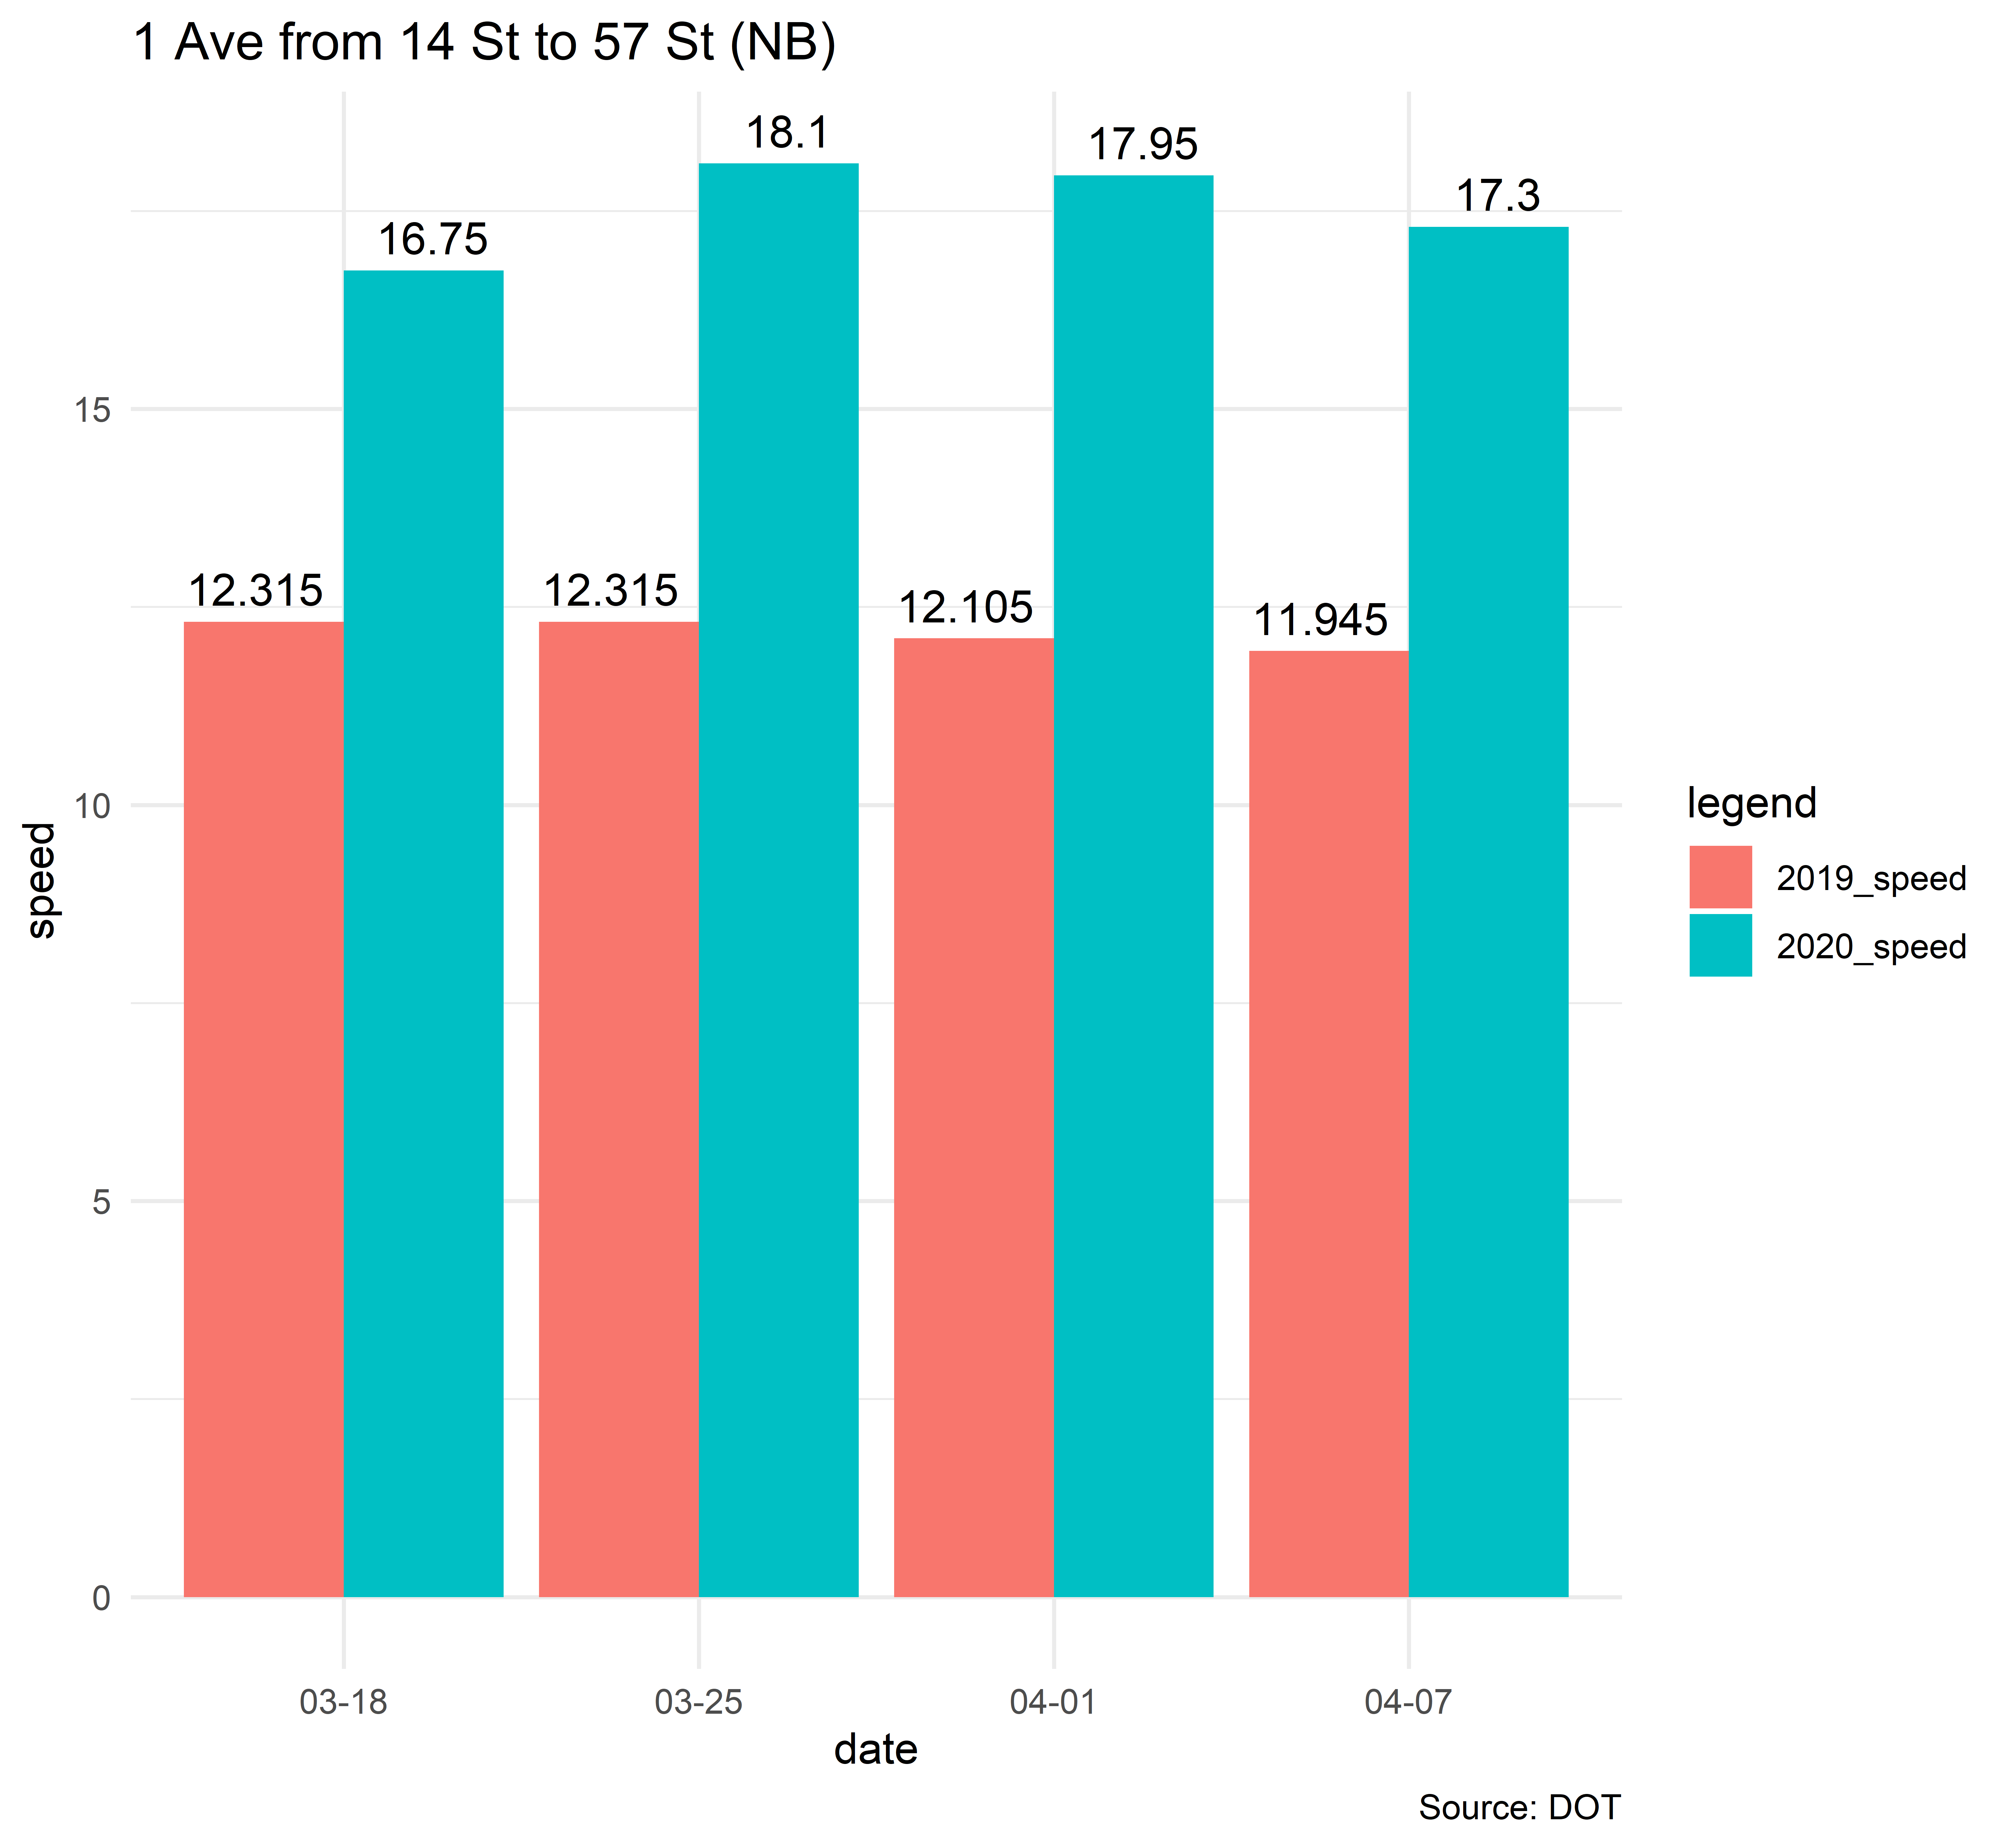 1 Ave from 14 St to 57 St (NB)
18.1
17.95
17.3
16.75
12.315
12.315
12.105
11.945
15
10
5
0
speed
legend
2019_speed
2020_speed
03-18
03-25
04-01
04-07
date
Source: DOT